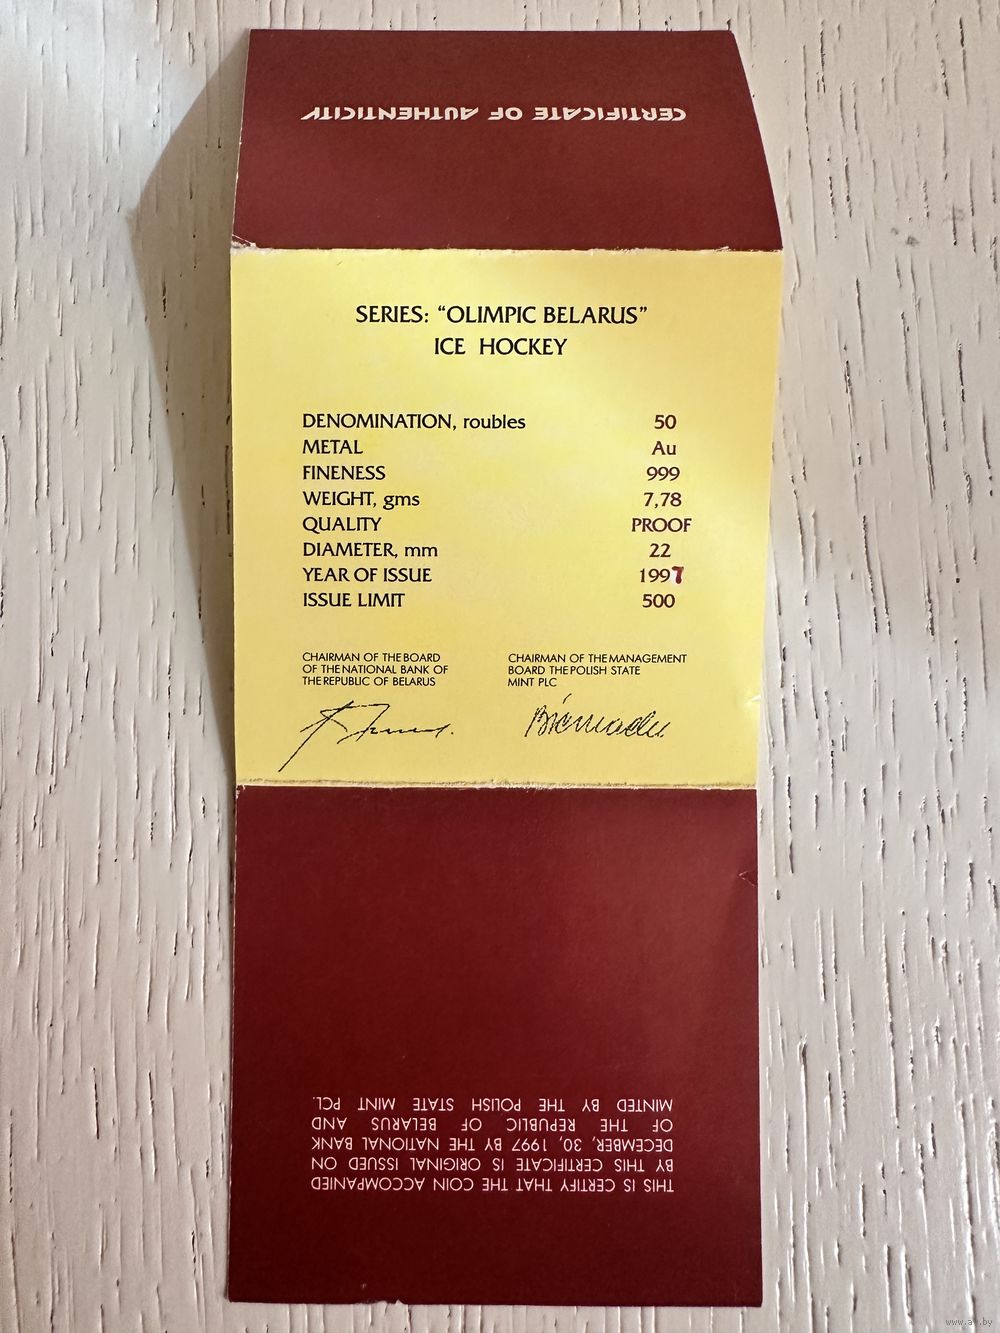 CERTIFICATE OF AUTHENTICITY
SERIES: “OLIMPIC BELARUS”
ICE HOCKEY
DENOMINATION, roubles 50
METAL Au
FINENESS 999
WEIGHT, gms 7,78
QUALITY PROOF
DIAMETER, mm 22
YEAR OF ISSUE 1997
ISSUE LIMIT 500
CHAIRMAN OF THE BOARD
OF THE NATIONAL BANK OF
THE REPUBLIC OF BELARUS
CHAIRMAN OF THE MANAGEMENT
BOARD THE POLISH STATE
MINT PLC
THIS IS CERTIFY THAT THE COIN ACCOMPANIED
BY THIS CERTIFICATE IS ORIGINAL ISSUED ON
DECEMBER, 30, 1997 BY THE NATIONAL BANK
OF THE REPUBLIC OF BELARUS AND
MINTED BY THE POLISH STATE MINT PCL.